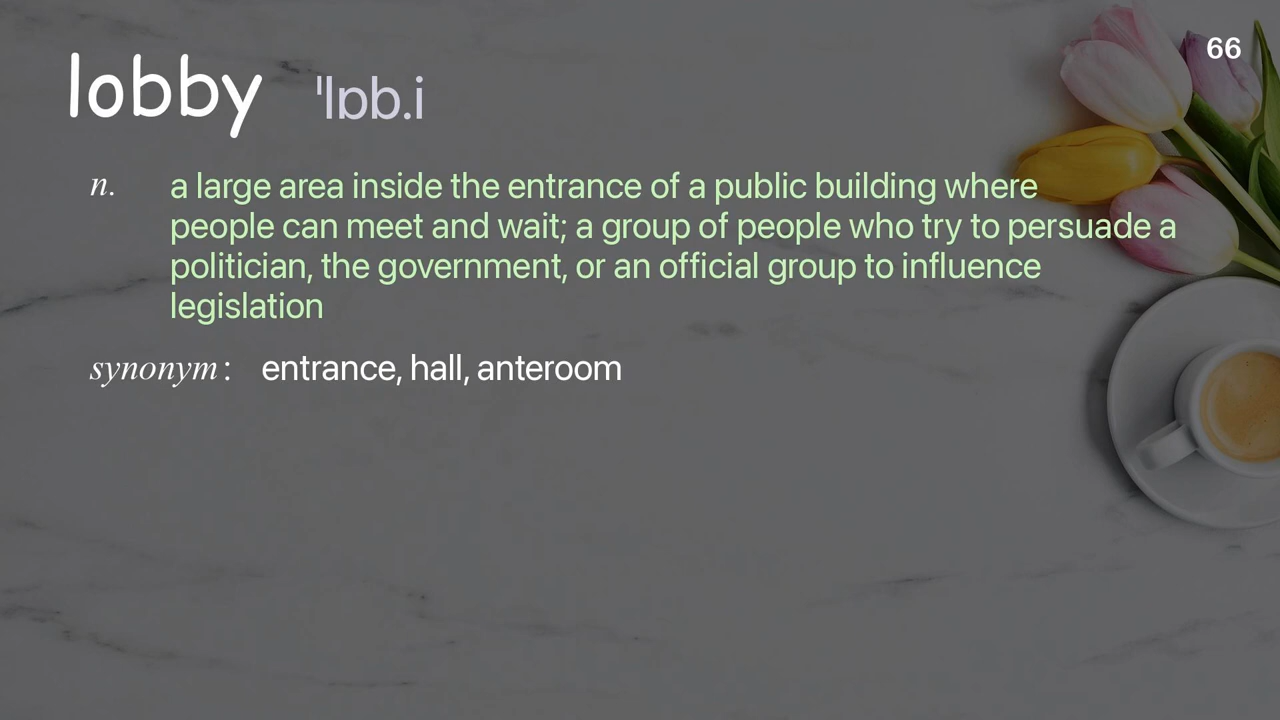 66
lobby ˈlɒb.i
n. a large area inside the entrance of a public building where
people can meet and wait; a group of people who try to persuade a
politician, the government, or an official group to influence
legislation
synonym: entrance, hall, anteroom